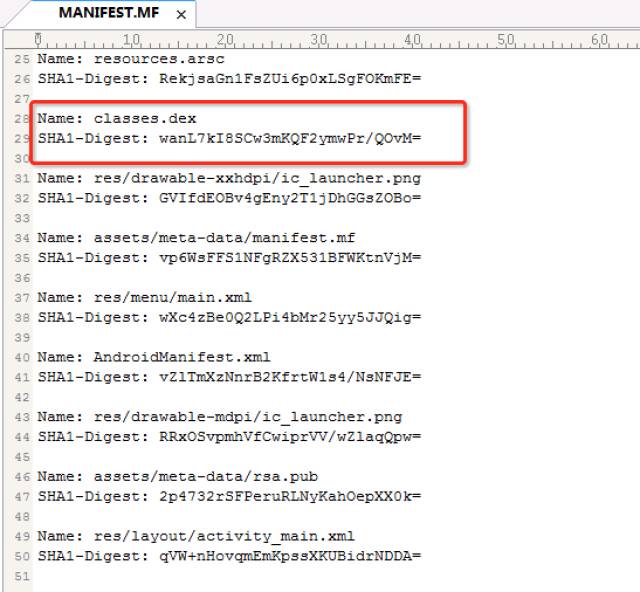 MANIFEST.MF ×
0 10 20 30 40 50 60
25 Name: resources.arsc
26 SHA1-Digest: RekjsaGn1FsZUi6p0xLSgFOKmFE=
27
28 Name: classes.dex
29 SHA1-Digest: wanL7kI8SCw3mKQF2ymwPr/QOvM=
30
31 Name: res/drawable-xxhdpi/ic_launcher.png
32 SHA1-Digest: GVIfdEOBv4gEny2T1jDhGGsZOBo=
33
34 Name: assets/meta-data/manifest.mf
35 SHA1-Digest: vp6WsFFS1NFgRZX531BFWKtnVjM=
36
37 Name: res/menu/main.xml
38 SHA1-Digest: wXc4zBe0Q2LPi4bMr25yy5JJQig=
39
40 Name: AndroidManifest.xml
41 SHA1-Digest: vZlTmXzNnrB2KfrtW1s4/NsNFJE=
42
43 Name: res/drawable-mdpi/ic_launcher.png
44 SHA1-Digest: RRxOSvpmhVfCwiprVV/wZlaqQpw=
45
46 Name: assets/meta-data/rsa.pub
47 SHA1-Digest: 2p4732rSFPeruRLNyKahOepXX0k=
48
49 Name: res/layout/activity_main.xml
50 SHA1-Digest: qVW+nHovqmEmKpssXKUBidrNDDA=
51